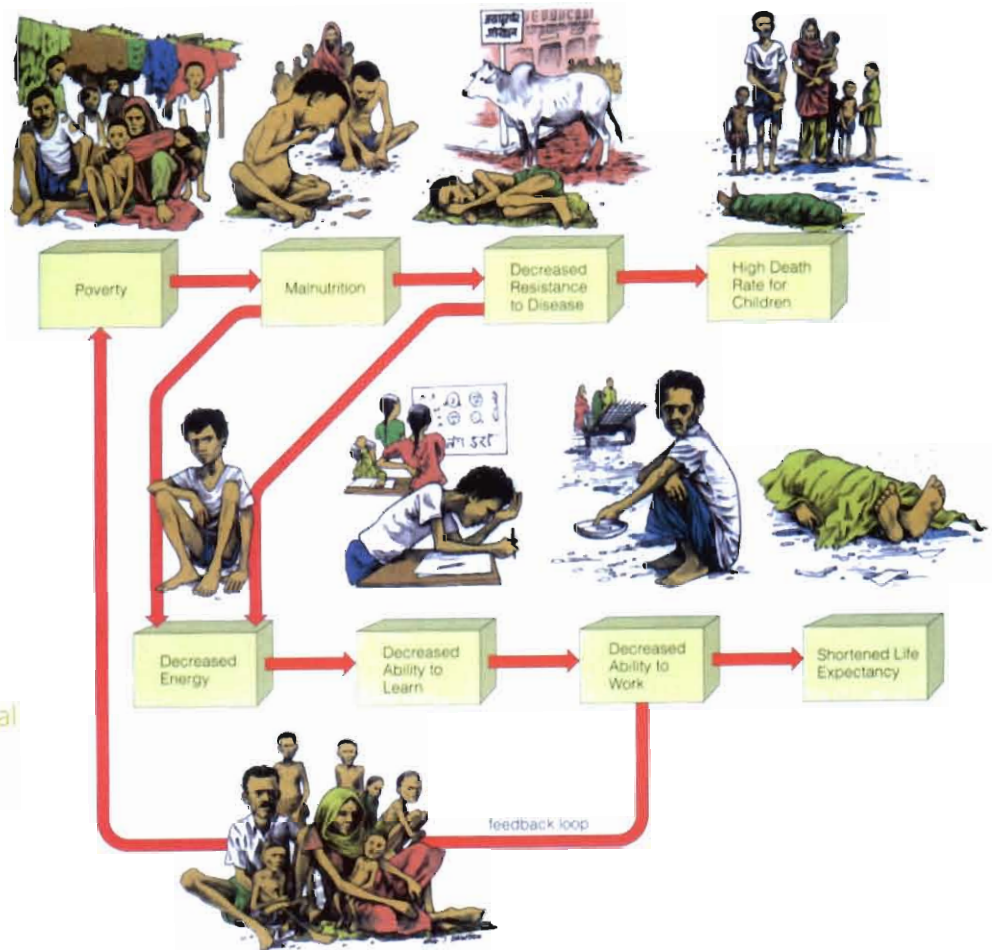 Poverty
Malnutrition
Decreased
Resistance
to Disease
High Death
Rate for
Children
Decreased
Energy
Decreased
Ability to
Learn
Decreased
Ability to
Work
Shortened Life
Expectancy
al
feedback loop